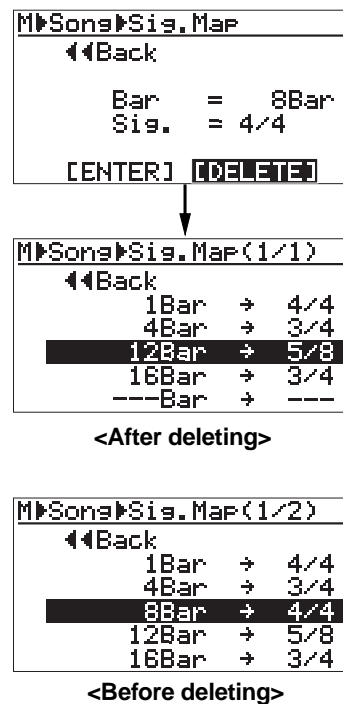 M▶Song▶Sig.Map
◀◀Back
Bar = 8Bar
Sig. = 4/4
[ENTER] [DELETE]
M▶Song▶Sig.Map(1/1)
◀◀Back
1Bar → 4/4
4Bar → 3/4
12Bar → 5/8
16Bar → 3/4
---Bar → ---
<After deleting>
M▶Song▶Sig.Map(1/2)
◀◀Back
1Bar → 4/4
4Bar → 3/4
8Bar → 4/4
12Bar → 5/8
16Bar → 3/4
<Before deleting>